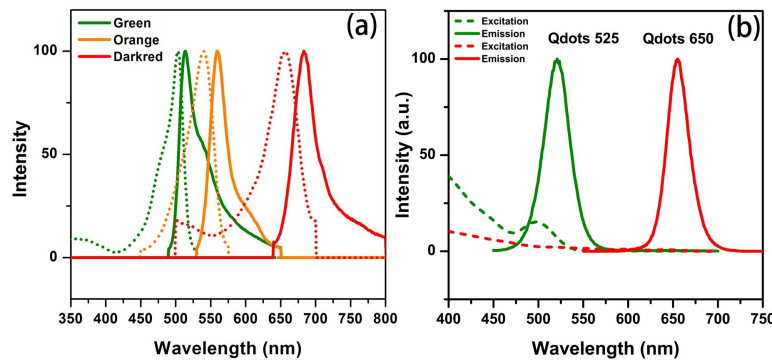 (a)
Green
Orange
Darkred
100
50
0
Intensity
350 400 450 500 550 600 650 700 750 800
Wavelength (nm)
(b)
Excitation
Emission
Excitation
Emission
Qdots 525 Qdots 650
100
50
0
Intensity (a.u.)
400 450 500 550 600 650 700 750
Wavelength (nm)